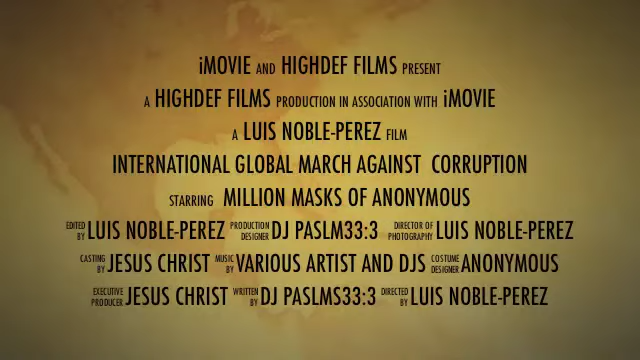 iMOVIE AND HIGHDEF FILMS PRESENT
A HIGHDEF FILMS PRODUCTION IN ASSOCIATION WITH iMOVIE
A LUIS NOBLE-PEREZ FILM
INTERNATIONAL GLOBAL MARCH AGAINST CORRUPTION
STARRING MILLION MASKS OF ANONYMOUS
EDITED BY LUIS NOBLE-PEREZ PRODUCTION DESIGNER DJ PASLM33:3 DIRECTOR OF PHOTOGRAPHY LUIS NOBLE-PEREZ
CASTING BY JESUS CHRIST MUSIC BY VARIOUS ARTIST AND DJS COSTUME DESIGNER ANONYMOUS
EXECUTIVE PRODUCER JESUS CHRIST WRITTEN BY DJ PASLMS33:3 DIRECTED BY LUIS NOBLE-PEREZ